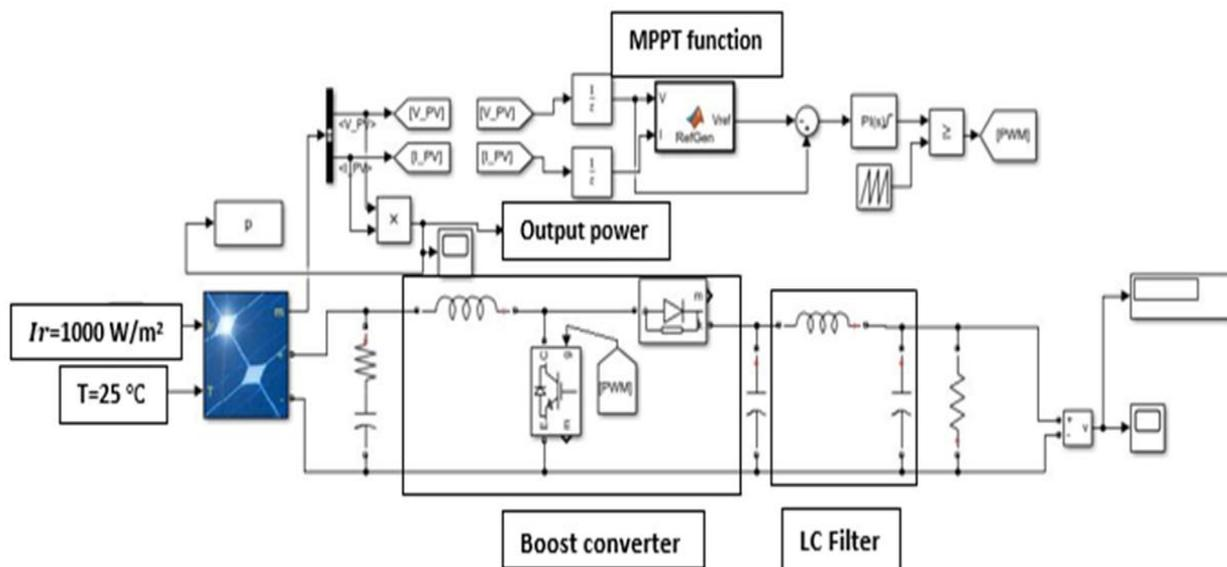 MPPT function
[V_PV]
[V_PV]
1
z
V
I
RefGen
Vref
<V_PV>
[I_PV]
[I_PV]
1
z
PI(s)
≥
[PWM]
p
×
Output power
Ir=1000 W/m²
T=25 °C
m
+
-
T
m
g
C
E
m
[PWM]
+
-
v
Boost converter
LC Filter